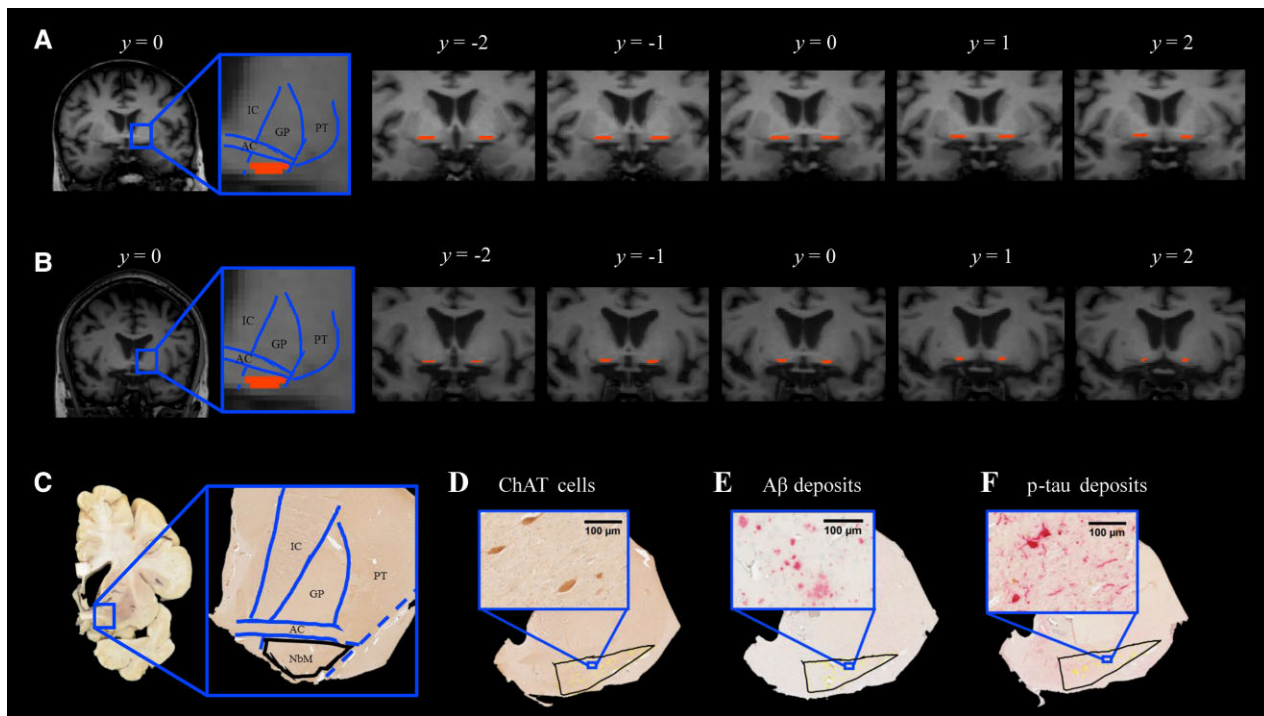 A
y = 0
y = -2
y = -1
y = 0
y = 1
y = 2
IC
GP
PT
AC
B
y = 0
y = -2
y = -1
y = 0
y = 1
y = 2
IC
GP
PT
AC
C
IC
GP
PT
AC
NbM
D ChAT cells
100 µm
E Aβ deposits
100 µm
F p-tau deposits
100 µm